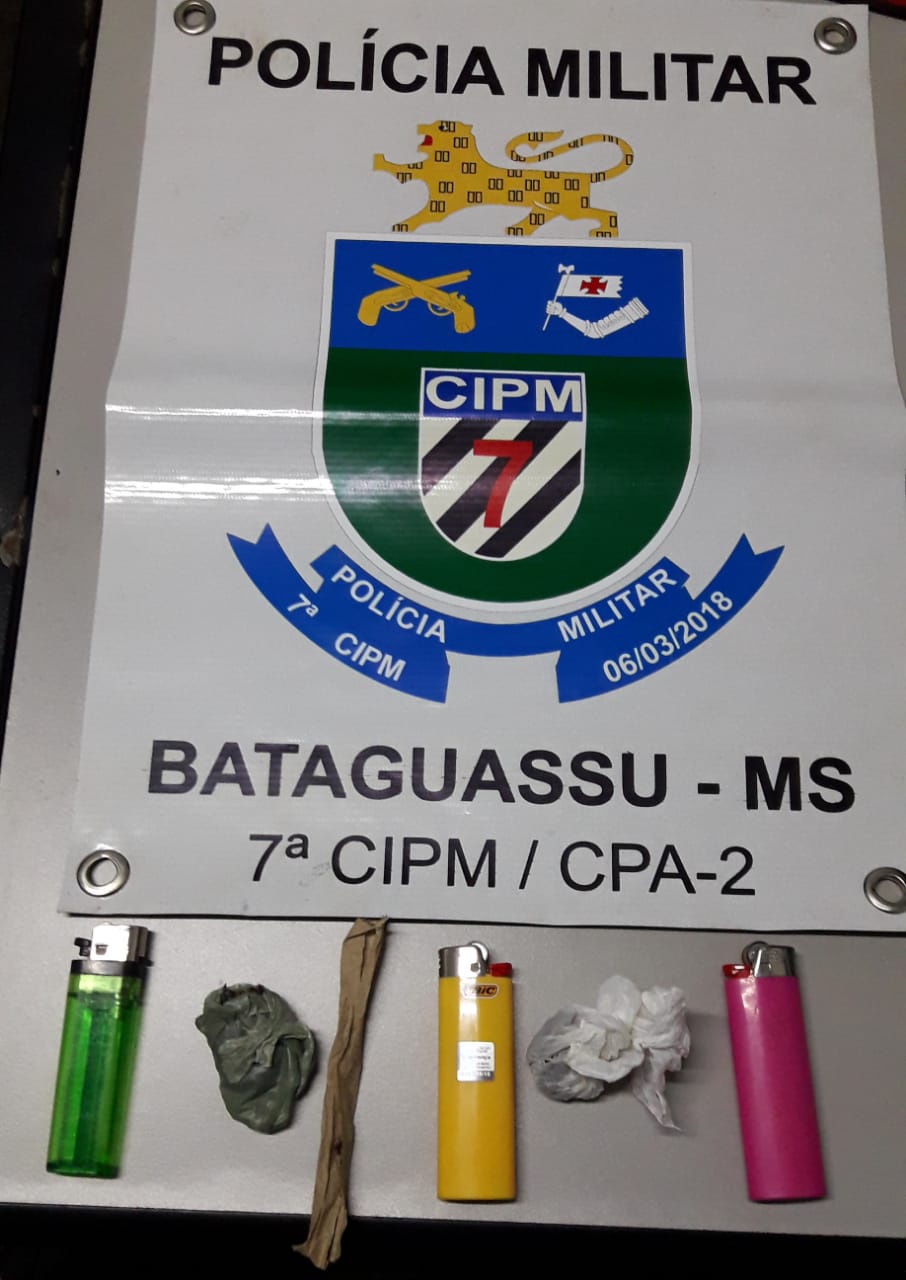 POLÍCIA MILITAR
CIPM
7
POLÍCIA MILITAR
7ª CIPM 06/03/2018
BATAGUASSU - MS
7ª CIPM / CPA-2
BIC